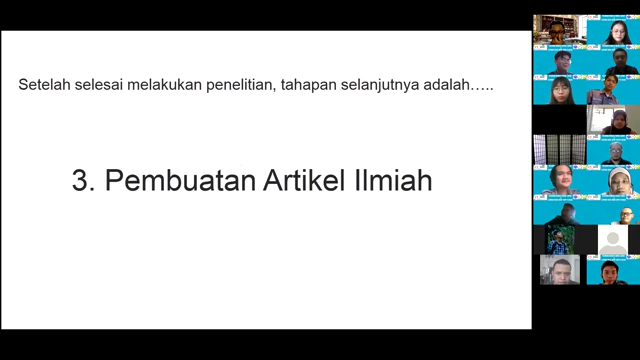 Setelah selesai melakukan penelitian, tahapan selanjutnya adalah…..
3. Pembuatan Artikel Ilmiah